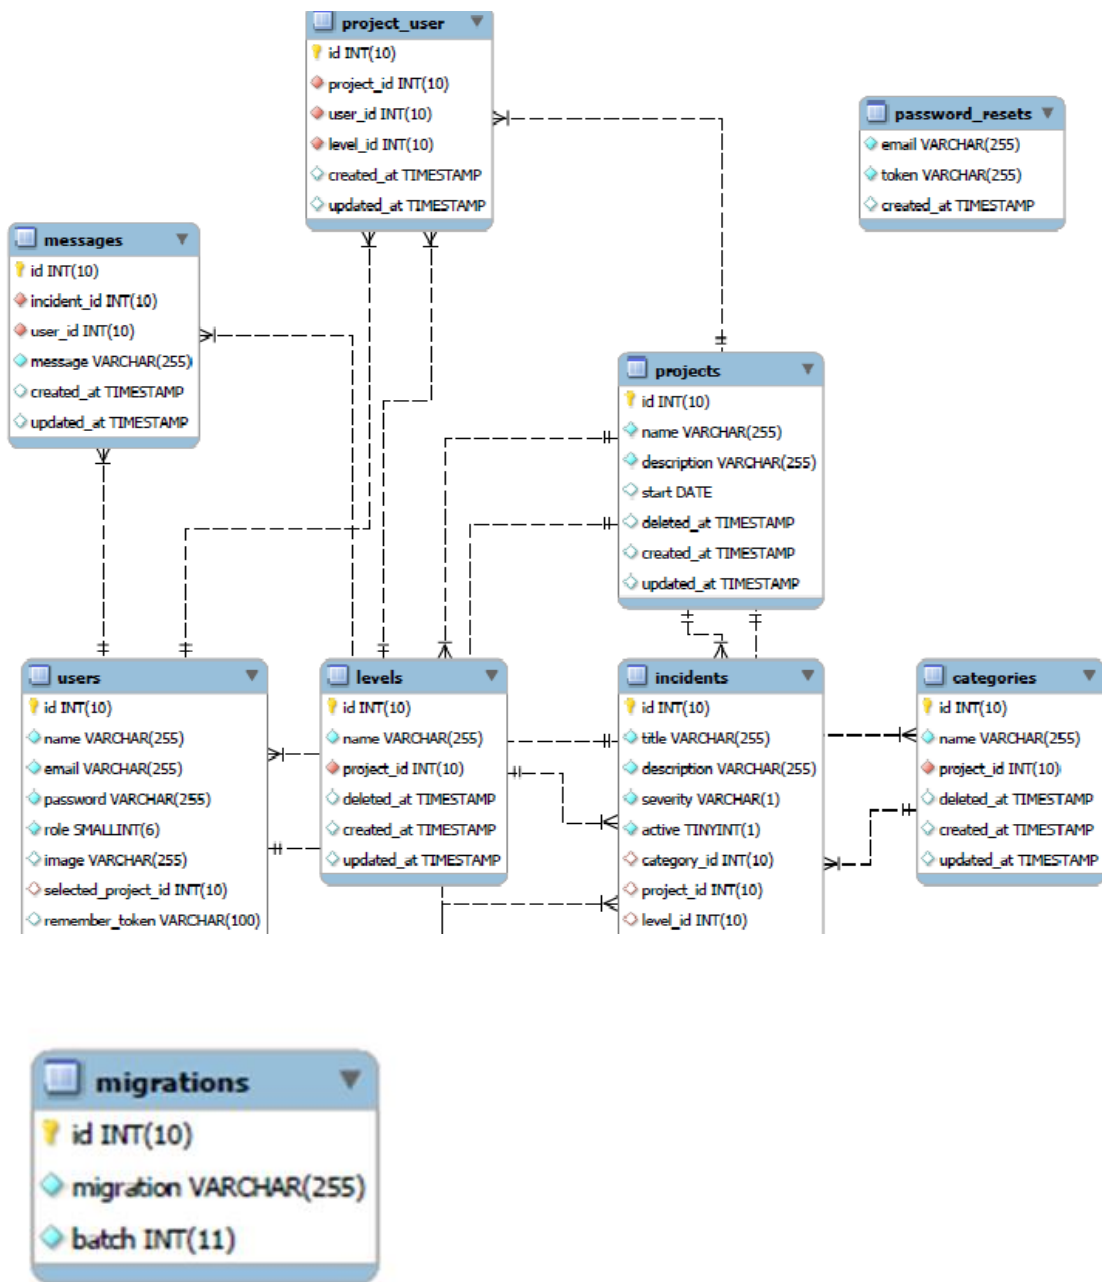 project_user
id INT(10)
project_id INT(10)
user_id INT(10)
level_id INT(10)
created_at TIMESTAMP
updated_at TIMESTAMP
password_resets
email VARCHAR(255)
token VARCHAR(255)
created_at TIMESTAMP
messages
id INT(10)
incident_id INT(10)
user_id INT(10)
message VARCHAR(255)
created_at TIMESTAMP
updated_at TIMESTAMP
projects
id INT(10)
name VARCHAR(255)
description VARCHAR(255)
start DATE
deleted_at TIMESTAMP
created_at TIMESTAMP
updated_at TIMESTAMP
users
id INT(10)
name VARCHAR(255)
email VARCHAR(255)
password VARCHAR(255)
role SMALLINT(6)
image VARCHAR(255)
selected_project_id INT(10)
remember_token VARCHAR(100)
levels
id INT(10)
name VARCHAR(255)
project_id INT(10)
deleted_at TIMESTAMP
created_at TIMESTAMP
updated_at TIMESTAMP
incidents
id INT(10)
title VARCHAR(255)
description VARCHAR(255)
severity VARCHAR(1)
active TINYINT(1)
category_id INT(10)
project_id INT(10)
level_id INT(10)
categories
id INT(10)
name VARCHAR(255)
project_id INT(10)
deleted_at TIMESTAMP
created_at TIMESTAMP
updated_at TIMESTAMP
migrations
id INT(10)
migration VARCHAR(255)
batch INT(11)